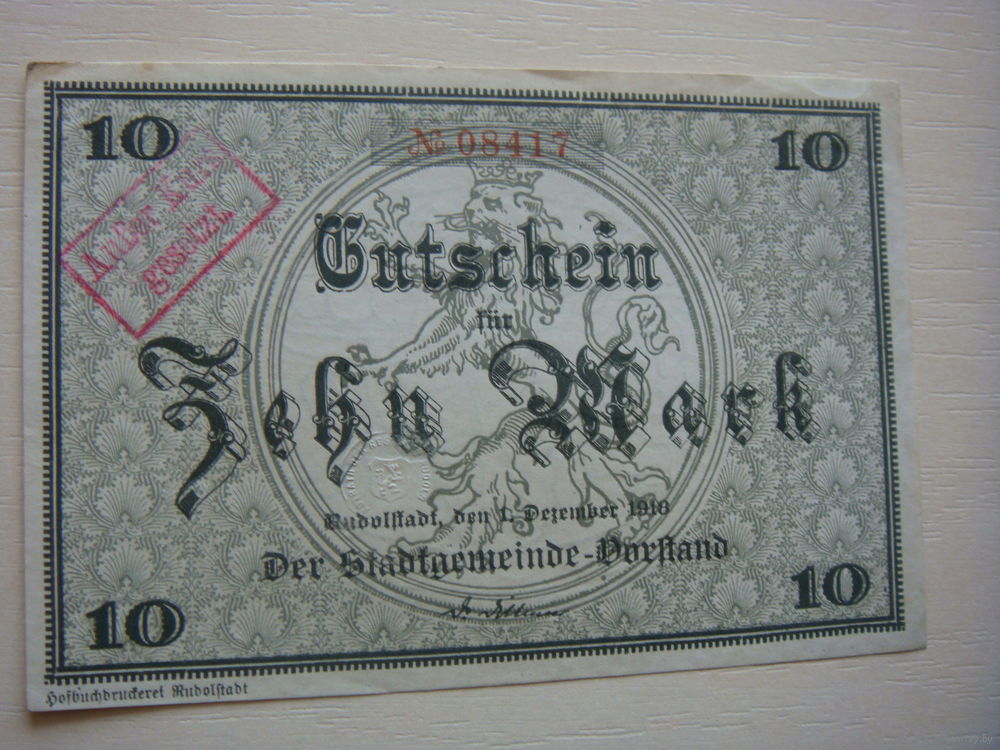 10
№ 08417
10
Außer Kurs
gesetzt.
Gutschein
für
Zehn Mark
Rudolstadt, den 1. Dezember 1918
Der Stadtgemeinde-Vorstand
10
10
Hofbuchdruckerei Rudolstadt